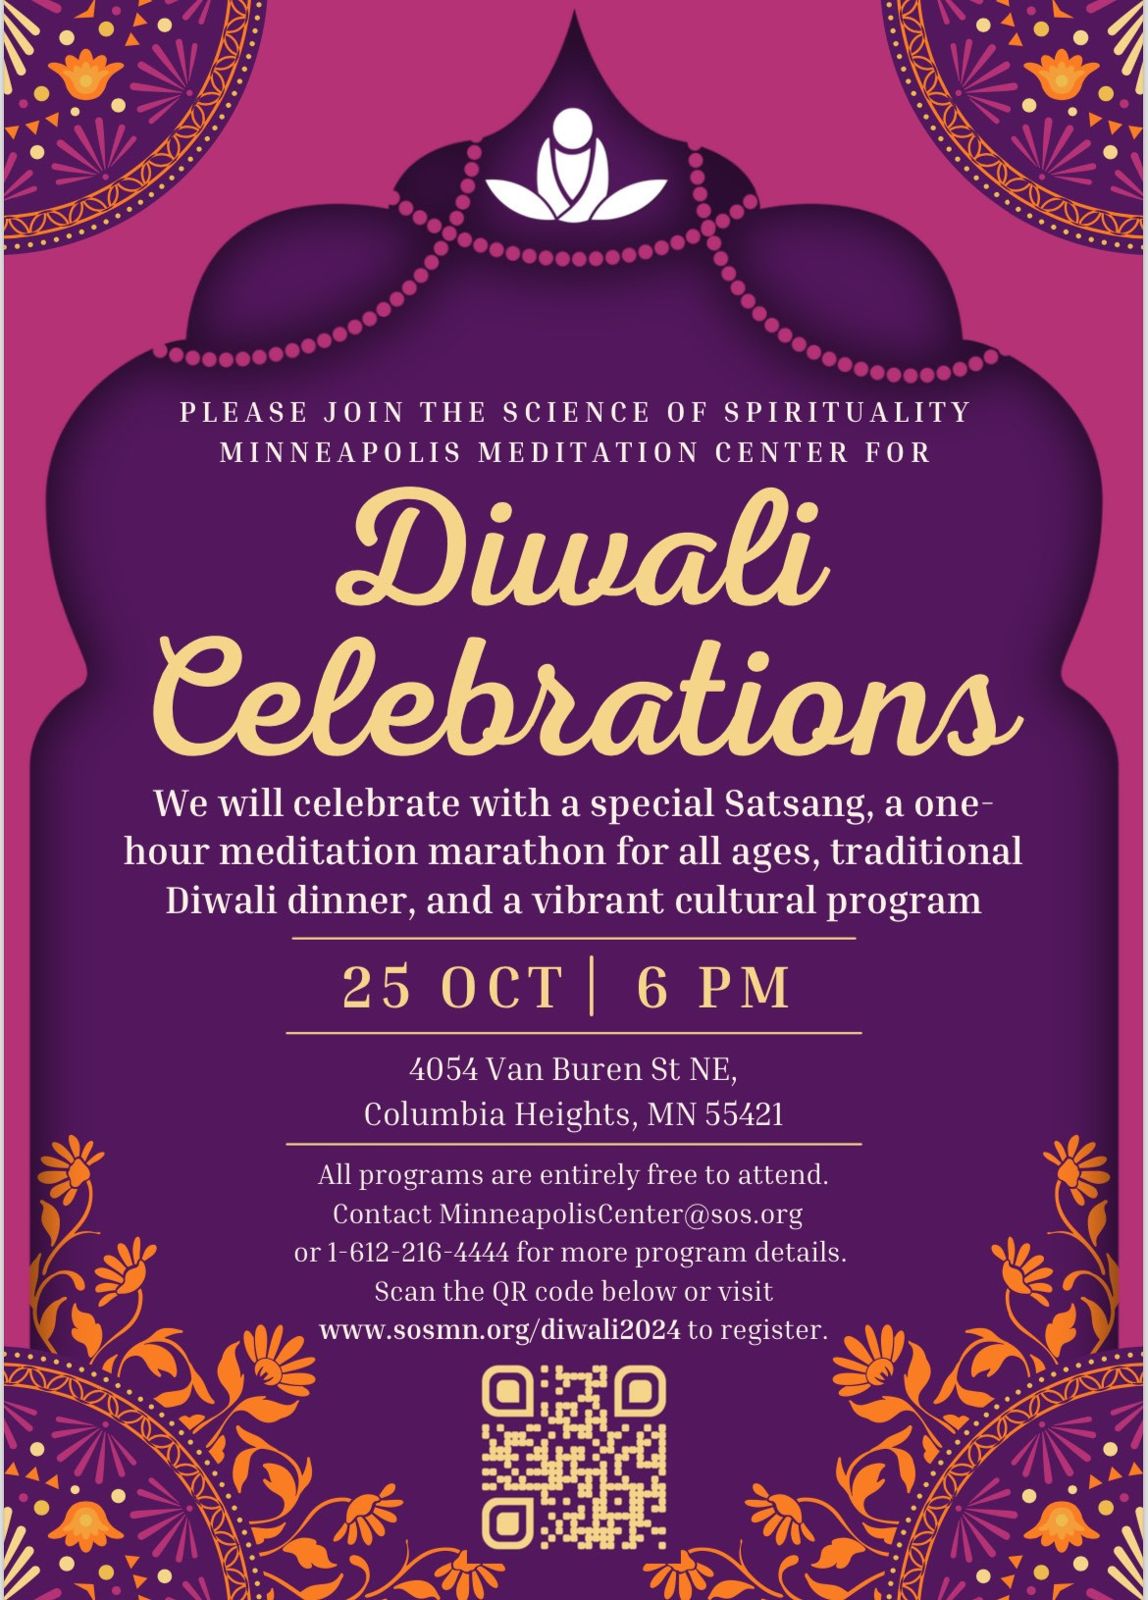 PLEASE JOIN THE SCIENCE OF SPIRITUALITY
MINNEAPOLIS MEDITATION CENTER FOR
Diwali
Celebrations
We will celebrate with a special Satsang, a one-
hour meditation marathon for all ages, traditional
Diwali dinner, and a vibrant cultural program
25 OCT | 6 PM
4054 Van Buren St NE,
Columbia Heights, MN 55421
All programs are entirely free to attend.
Contact MinneapolisCenter@sos.org
or 1-612-216-4444 for more program details.
Scan the QR code below or visit
www.sosmn.org/diwali2024 to register.